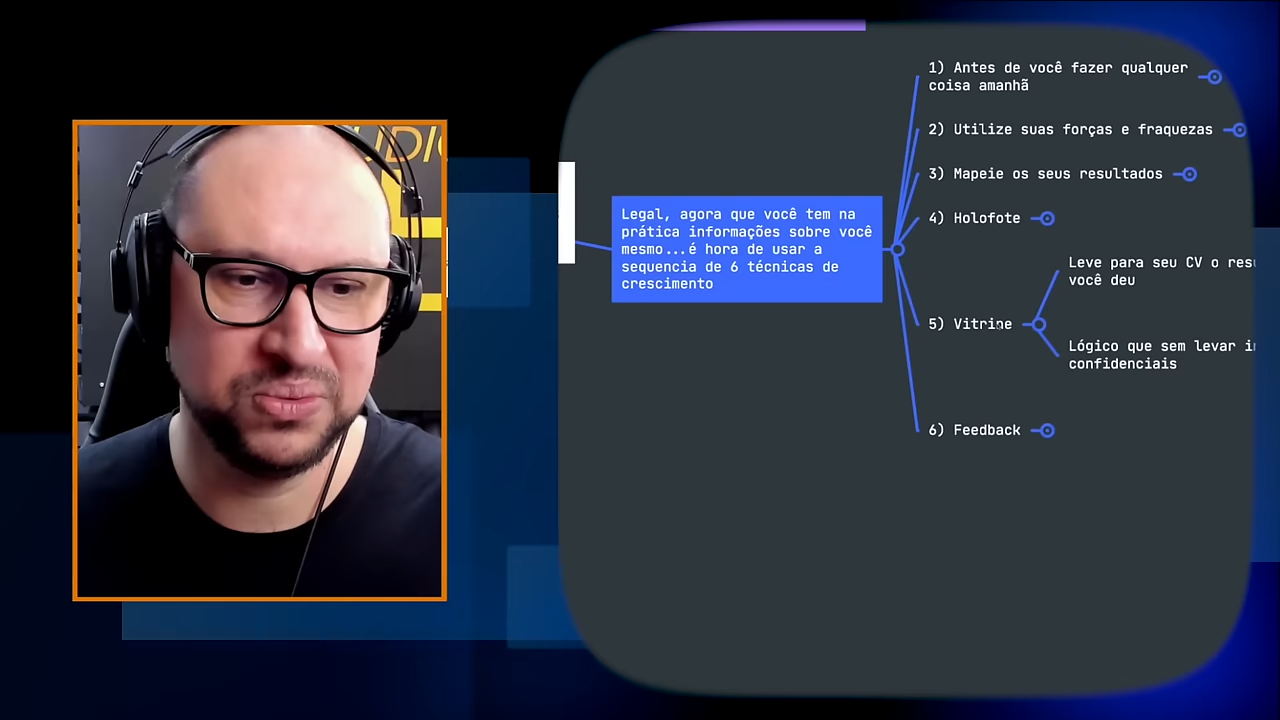 Legal, agora que você tem na
prática informações sobre você
mesmo...é hora de usar a
sequencia de 6 técnicas de
crescimento
1) Antes de você fazer qualquer
coisa amanhã
2) Utilize suas forças e fraquezas
3) Mapeie os seus resultados
4) Holofote
5) Vitrine
Leve para seu CV o
você deu
Lógico que sem levar
confidenciais
6) Feedback